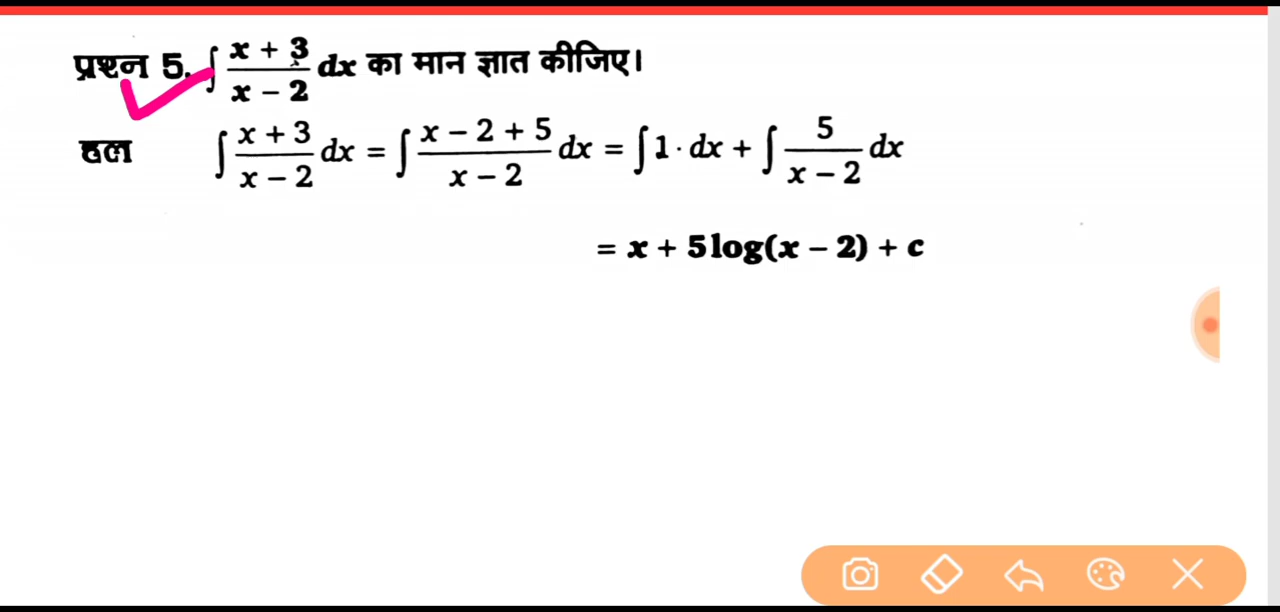 प्रश्न 5. ∫ (x + 3)/(x − 2) dx का मान ज्ञात कीजिए।
हल ∫ (x + 3)/(x − 2) dx = ∫ (x − 2 + 5)/(x − 2) dx = ∫ 1 · dx + ∫ 5/(x − 2) dx
= x + 5log(x − 2) + c